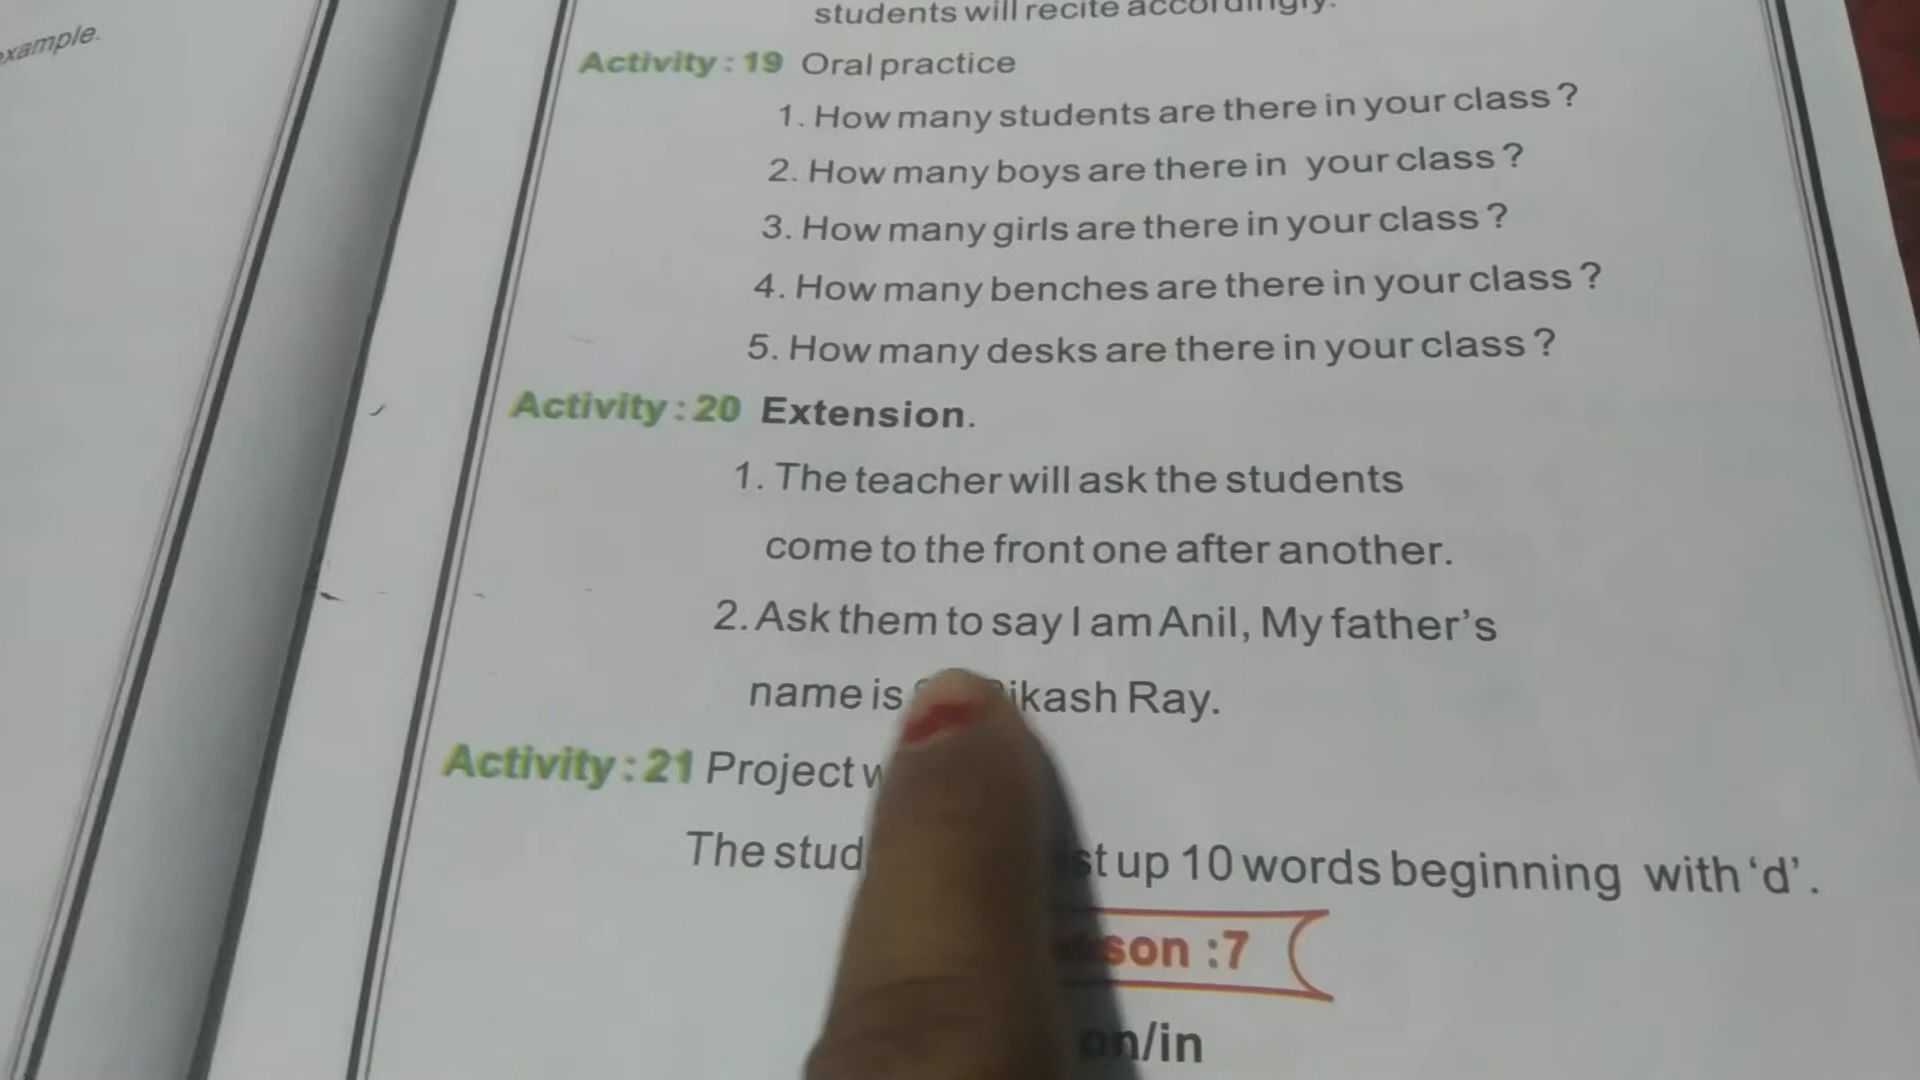 example.
students will recite accordingly.
Activity : 19 Oral practice
1. How many students are there in your class ?
2. How many boys are there in your class ?
3. How many girls are there in your class ?
4. How many benches are there in your class ?
5. How many desks are there in your class ?
Activity : 20 Extension.
1. The teacher will ask the students
come to the front one after another.
2. Ask them to say I am Anil, My father's
name is Ray.
Activity : 21 Project
The up 10 words beginning with 'd'.
:7
on/in